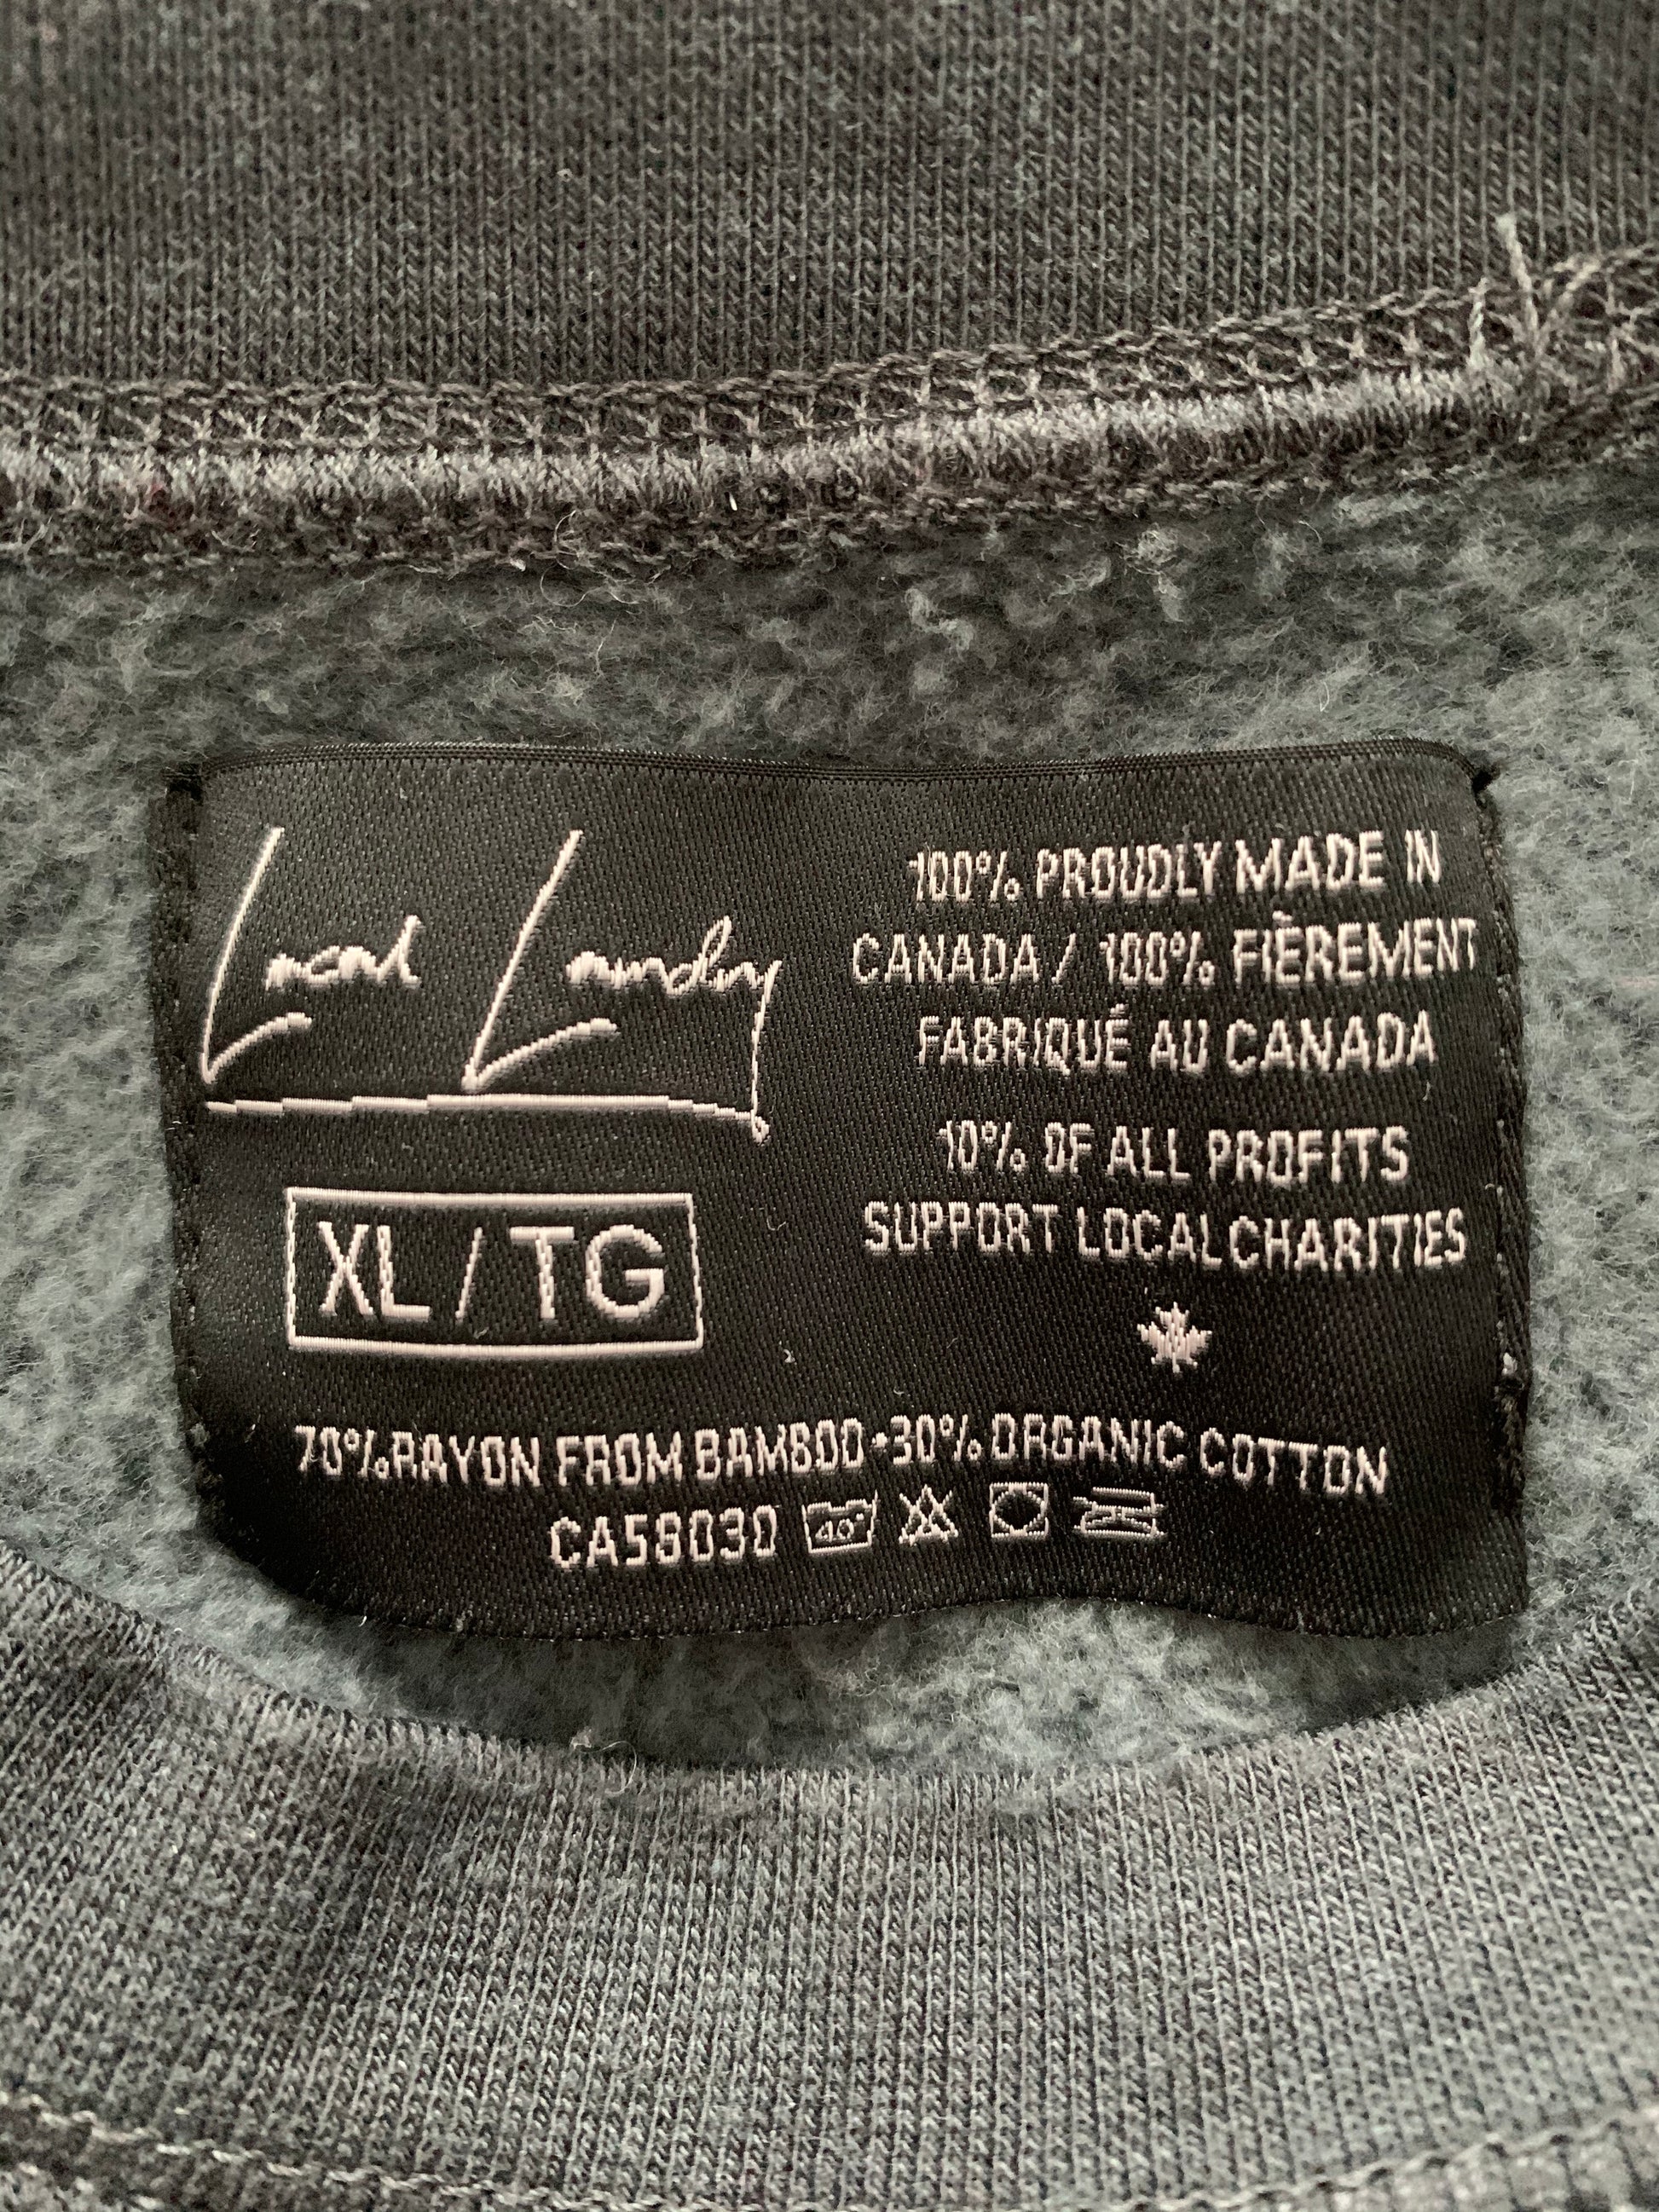 Local Laundry
XL / TG
100% PROUDLY MADE IN
CANADA / 100% FIÈREMENT
FABRIQUÉ AU CANADA
10% OF ALL PROFITS
SUPPORT LOCAL CHARITIES
70% RAYON FROM BAMBOO • 30% ORGANIC COTTON
CA58030 40°